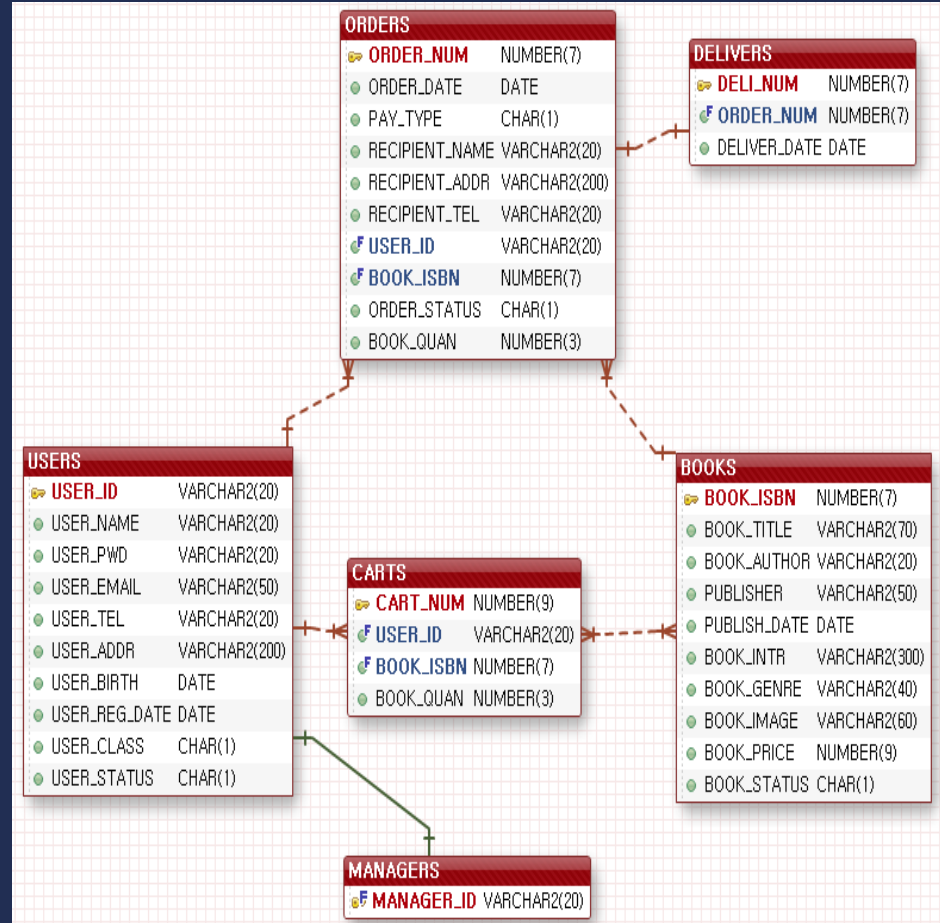 ORDERS
ORDER_NUM NUMBER(7)
ORDER_DATE DATE
PAY_TYPE CHAR(1)
RECIPIENT_NAME VARCHAR2(20)
RECIPIENT_ADDR VARCHAR2(200)
RECIPIENT_TEL VARCHAR2(20)
F USER_ID VARCHAR2(20)
F BOOK_ISBN NUMBER(7)
ORDER_STATUS CHAR(1)
BOOK_QUAN NUMBER(3)
DELIVERS
DELI_NUM NUMBER(7)
F ORDER_NUM NUMBER(7)
DELIVER_DATE DATE
USERS
USER_ID VARCHAR2(20)
USER_NAME VARCHAR2(20)
USER_PWD VARCHAR2(20)
USER_EMAIL VARCHAR2(50)
USER_TEL VARCHAR2(20)
USER_ADDR VARCHAR2(200)
USER_BIRTH DATE
USER_REG_DATE DATE
USER_CLASS CHAR(1)
USER_STATUS CHAR(1)
CARTS
CART_NUM NUMBER(9)
F USER_ID VARCHAR2(20)
F BOOK_ISBN NUMBER(7)
BOOK_QUAN NUMBER(3)
BOOKS
BOOK_ISBN NUMBER(7)
BOOK_TITLE VARCHAR2(70)
BOOK_AUTHOR VARCHAR2(20)
PUBLISHER VARCHAR2(50)
PUBLISH_DATE DATE
BOOK_INTR VARCHAR2(300)
BOOK_GENRE VARCHAR2(40)
BOOK_IMAGE VARCHAR2(60)
BOOK_PRICE NUMBER(9)
BOOK_STATUS CHAR(1)
MANAGERS
F MANAGER_ID VARCHAR2(20)